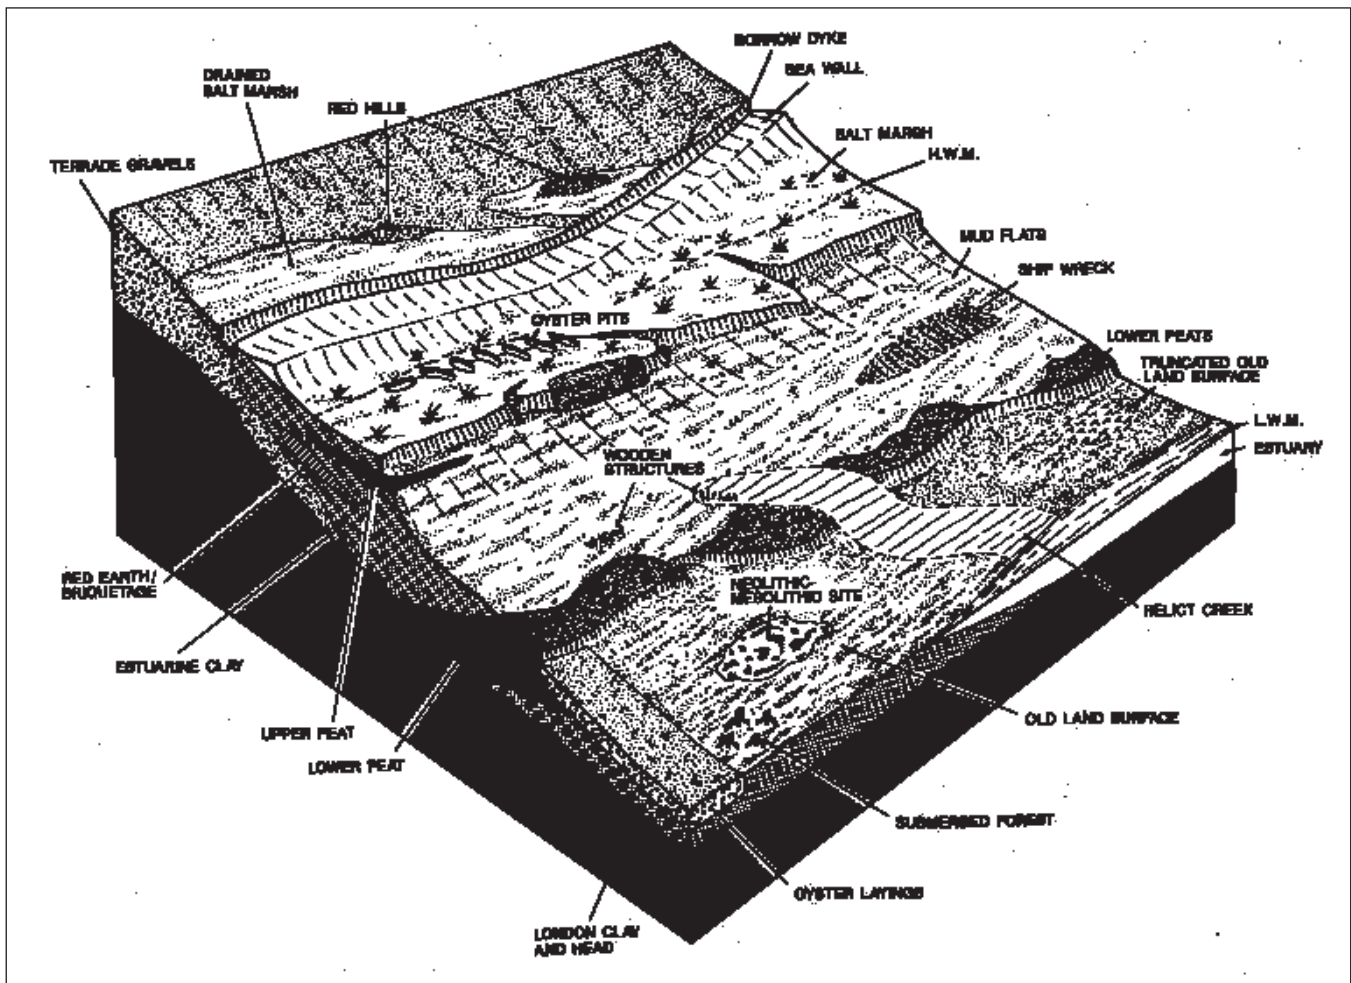 BORROW DYKE
SEA WALL
DRAINED
SALT MARSH
RED HILLS
SALT MARSH
H.W.M.
TERRADE GRAVELS
MUD FLATS
SHIP WRECK
OYSTER PITS
LOWER PEATS
TRUNCATED OLD
LAND SURFACE
L.W.M.
ESTUARY
WOODEN
STRUCTURES
RED EARTH/
BRIQUETAGE
NEOLITHIC-
MESOLITHIC SITE
RELICT CREEK
ESTUARINE CLAY
OLD LAND SURFACE
UPPER PEAT
LOWER PEAT
SUBMERGED FOREST
OYSTER LAYINGS
LONDON CLAY
AND HEAD